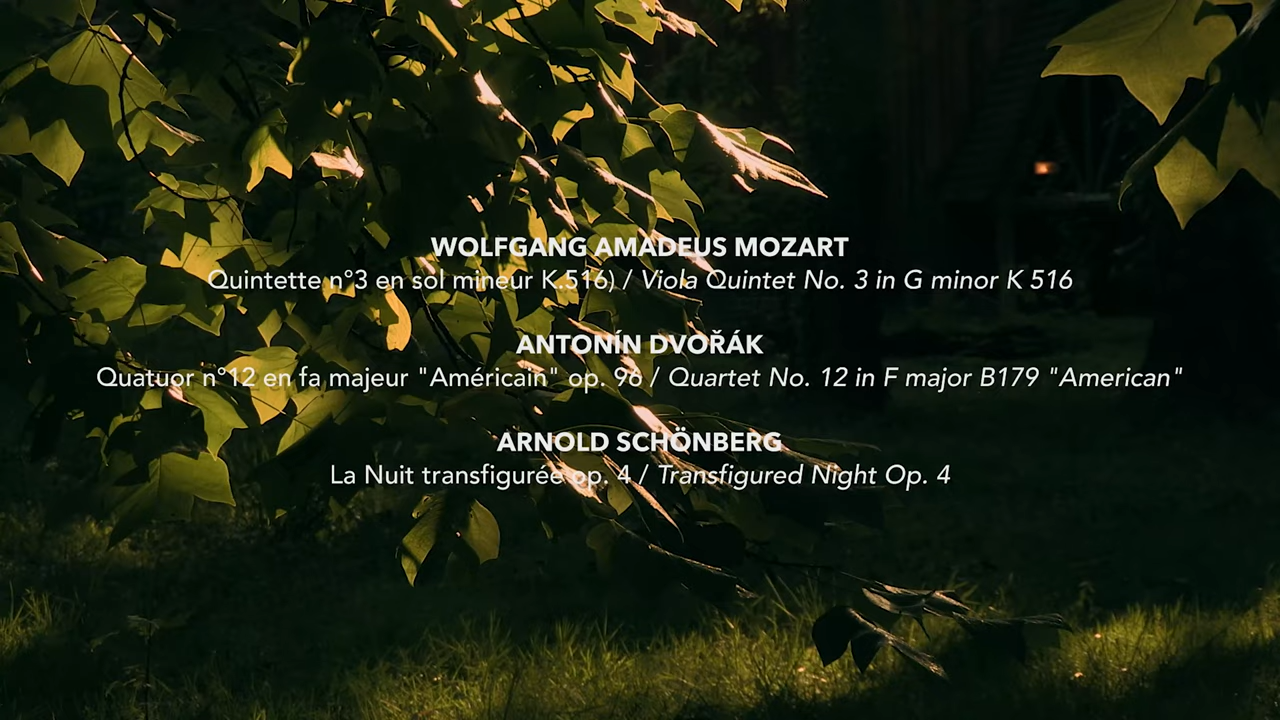 WOLFGANG AMADEUS MOZART
Quintette n°3 en sol mineur K.516) / Viola Quintet No. 3 in G minor K 516
ANTONÍN DVOŘÁK
Quatuor n°12 en fa majeur "Américain" op. 96 / Quartet No. 12 in F major B179 "American"
ARNOLD SCHÖNBERG
La Nuit transfigurée op. 4 / Transfigured Night Op. 4